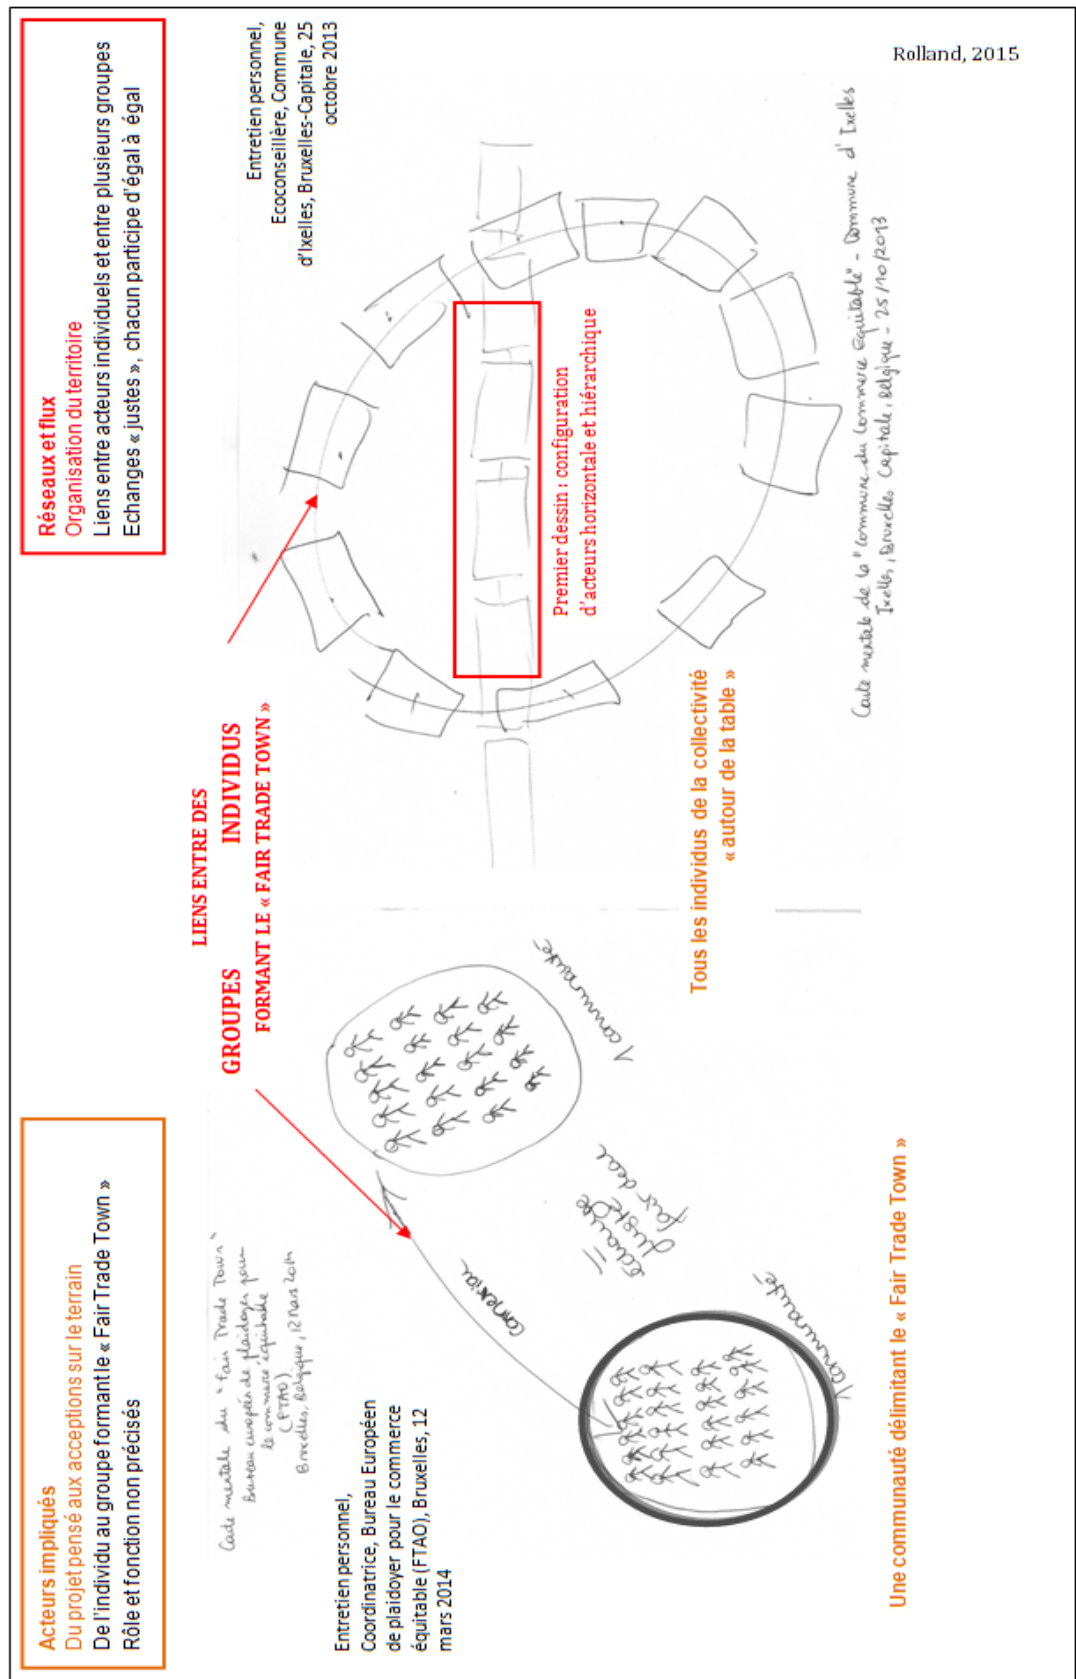 Acteurs impliqués
Du projet pensé aux acceptions sur le terrain
De l'individu au groupe formant le « Fair Trade Town »
Rôle et fonction non précisés
Réseaux et flux
Organisation du territoire
Liens entre acteurs individuels et entre plusieurs groupes
Echanges « justes », chacun participe d'égal à égal
Carte mentale du "Fair Trade Town"
Bureau européen de plaidoyer pour
le commerce équitable
(FTAO)
Bruxelles, Belgique, 12 Mars 2014
Entretien personnel,
Coordinatrice, Bureau Européen
de plaidoyer pour le commerce
équitable (FTAO), Bruxelles, 12
mars 2014
LIENS ENTRE DES
GROUPES INDIVIDUS
FORMANT LE « FAIR TRADE TOWN »
Entretien personnel,
Ecoconseillère, Commune
d'Ixelles, Bruxelles-Capitale, 25
octobre 2013
connexion
1 communauté
échange
juste
fair deal
1 communauté
Premier dessin : configuration
d'acteurs horizontale et hiérarchique
Tous les individus de la collectivité
« autour de la table »
Une communauté délimitant le « Fair Trade Town »
Carte mentale de la "Commune du Commerce Equitable" - Commune d'Ixelles
Ixelles, Bruxelles Capitale, Belgique - 25/10/2013
Rolland, 2015